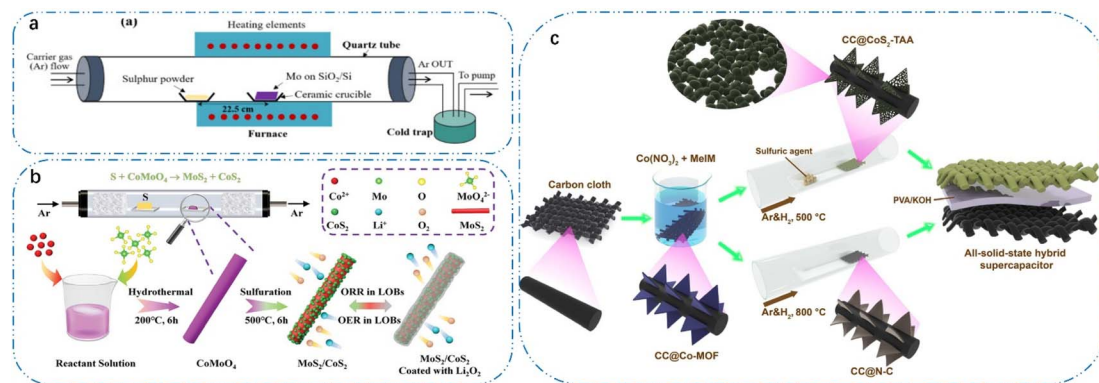 a
(a)
Heating elements
Carrier gas
(Ar) flow
Quartz tube
Ar OUT
To pump
Sulphur powder
Mo on SiO₂/Si
Ceramic crucible
22.5 cm
Furnace
Cold trap
b
S + CoMoO₄ → MoS₂ + CoS₂
S
Ar
Ar
Co²⁺
Mo
O
MoO₄²⁻
CoS₂
Li⁺
O₂
MoS₂
Hydrothermal
200°C, 6h
Sulfuration
500°C, 6h
ORR in LOBs
OER in LOBs
Reactant Solution
CoMoO₄
MoS₂/CoS₂
MoS₂/CoS₂
Coated with Li₂O₂
c
CC@CoS₂-TAA
Co(NO₃)₂ + MeIM
Sulfuric agent
Carbon cloth
Ar&H₂, 500 °C
PVA/KOH
All-solid-state hybrid
supercapacitor
Ar&H₂, 800 °C
CC@Co-MOF
CC@N-C